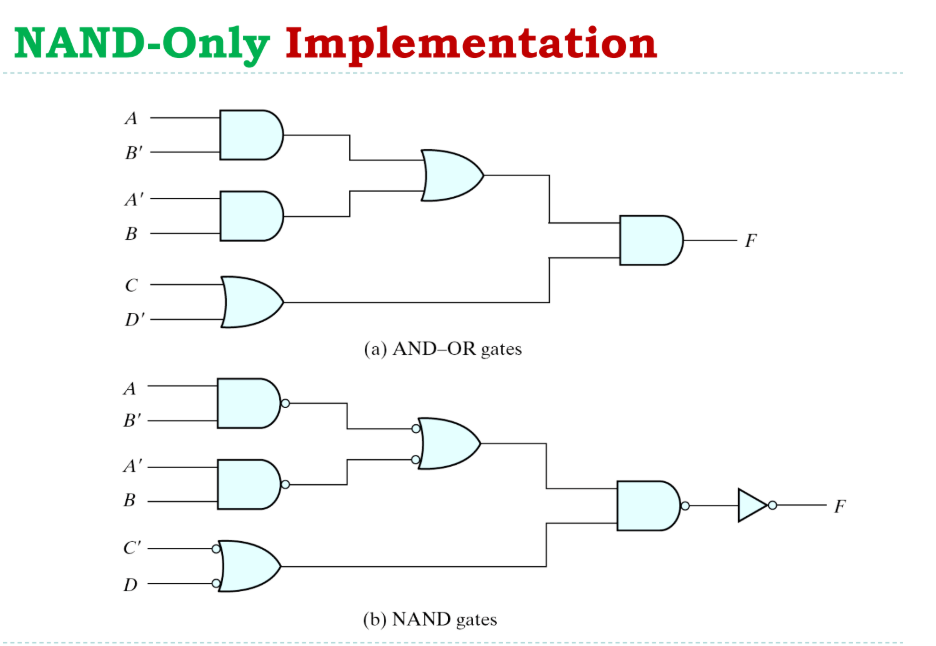 NAND-Only Implementation
A
B′
A′
B
C
D′
F
(a) AND–OR gates
A
B′
A′
B
C′
D
F
(b) NAND gates